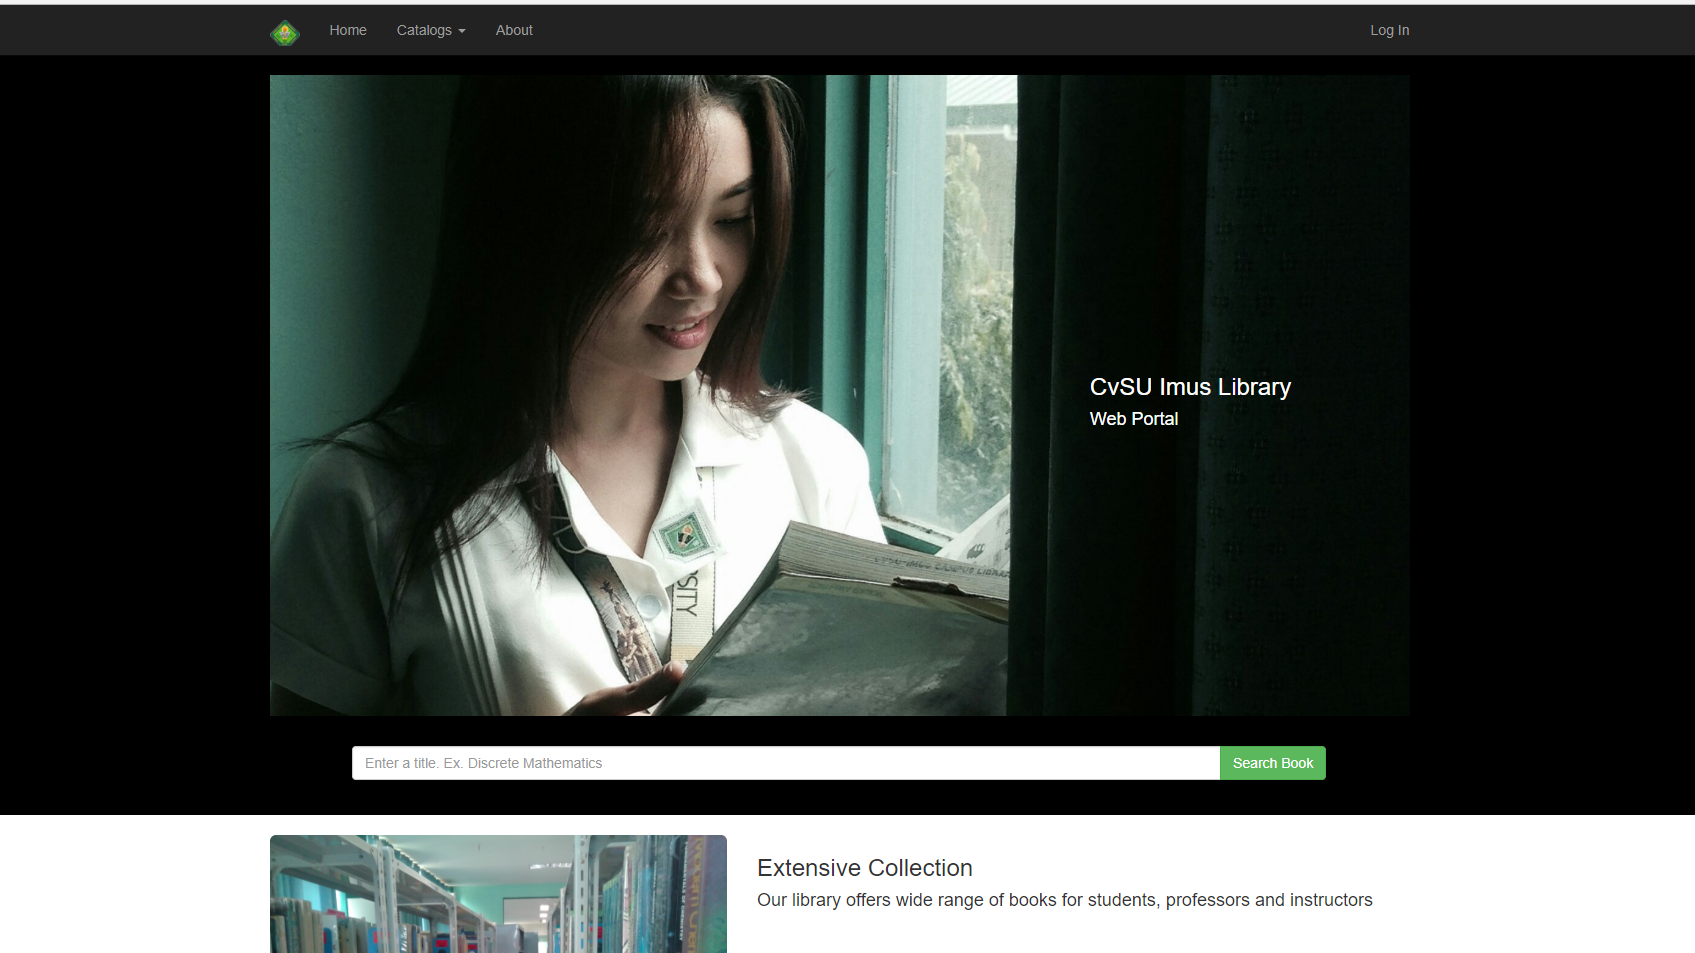 Home
Catalogs
About
Log In
CvSU Imus Library
Web Portal
SITY
Enter a title. Ex. Discrete Mathematics
Search Book
Extensive Collection
Our library offers wide range of books for students, professors and instructors